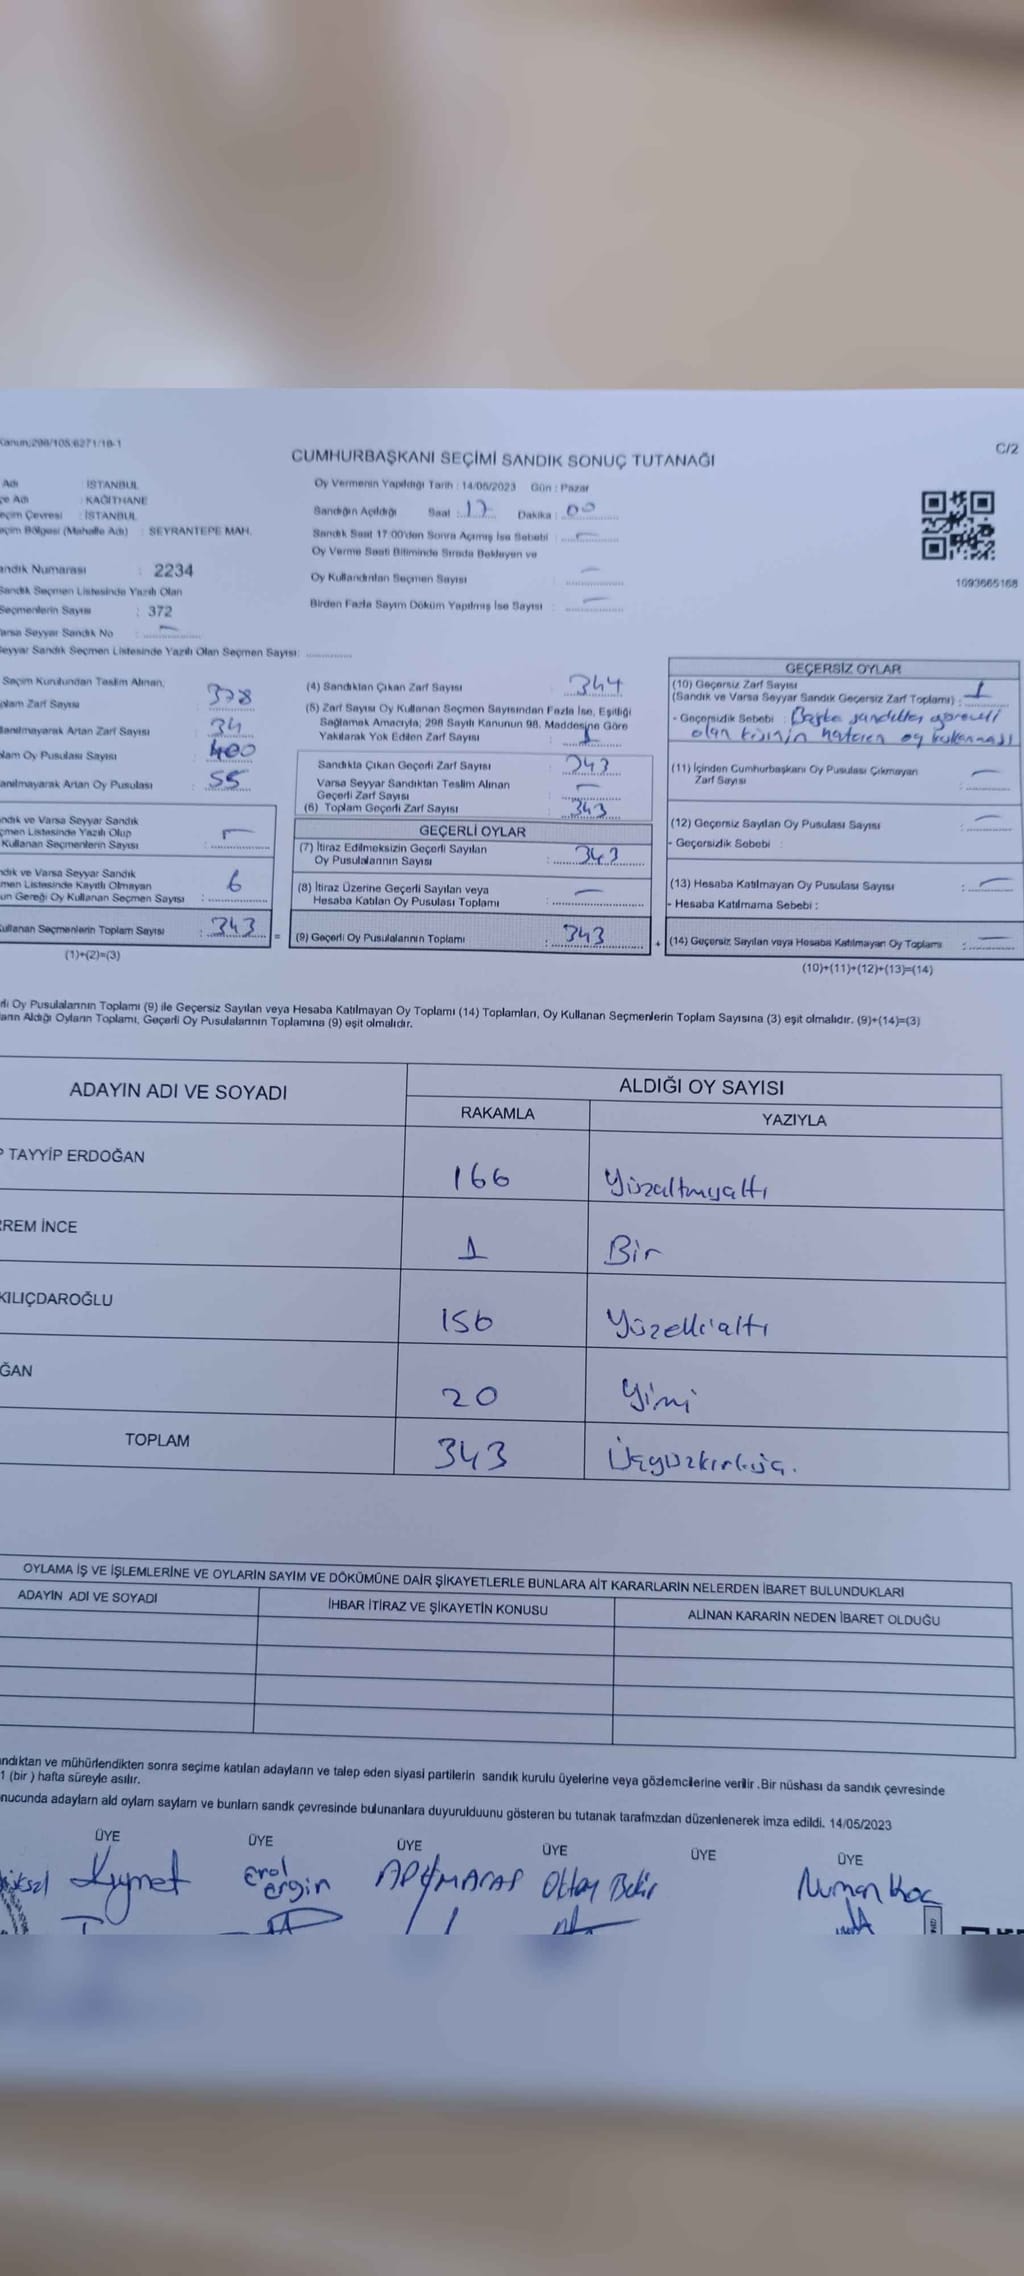 Kanun:298/105:6271/16-1
C/2
CUMHURBAŞKANI SEÇİMİ SANDIK SONUÇ TUTANAĞI
Adı : İSTANBUL
çe Adı : KAĞITHANE
eçim Çevresi : İSTANBUL
eçim Bölgesi (Mahalle Adı) : SEYRANTEPE MAH.
andık Numarası : 2234
Sandık Seçmen Listesinde Yazılı Olan
Seçmenlerin Sayısı : 372
arsa Seyyar Sandık No :
Seyyar Sandık Seçmen Listesinde Yazılı Olan Seçmen Sayısı:
Oy Vermenin Yapıldığı Tarih : 14/05/2023 Gün : Pazar
Sandığın Açıldığı Saat : 17 Dakika : 00
Sandık Saat 17:00'den Sonra Açılmış İse Sebebi : —
Oy Verme Saati Bitiminde Sırada Bekleyen ve
Oy Kullandırılan Seçmen Sayısı : —
Birden Fazla Sayım Döküm Yapılmış İse Sayısı : —
1693665168
Seçim Kurulundan Teslim Alınan;
plam Zarf Sayısı : 378
llanılmayarak Artan Zarf Sayısı : 34
lam Oy Pusulası Sayısı : 400
anılmayarak Artan Oy Pusulası : 55
ndık ve Varsa Seyyar Sandık
çmen Listesinde Yazılı Olup
Kullanan Seçmenlerin Sayısı :
ndık ve Varsa Seyyar Sandık
men Listesinde Kayıtlı Olmayan
un Gereği Oy Kullanan Seçmen Sayısı : 6
Kullanan Seçmenlerin Toplam Sayısı : 343 =
(1)+(2)=(3)
(4) Sandıktan Çıkan Zarf Sayısı : 344
(5) Zarf Sayısı Oy Kullanan Seçmen Sayısından Fazla İse, Eşitliği
Sağlamak Amacıyla; 298 Sayılı Kanunun 98. Maddesine Göre
Yakılarak Yok Edilen Zarf Sayısı : 1
Sandıkta Çıkan Geçerli Zarf Sayısı : 343
Varsa Seyyar Sandıktan Teslim Alınan
Geçerli Zarf Sayısı : —
(6) Toplam Geçerli Zarf Sayısı : 343
GEÇERLİ OYLAR
(7) İtiraz Edilmeksizin Geçerli Sayılan
Oy Pusulalarının Sayısı : 343
(8) İtiraz Üzerine Geçerli Sayılan veya
Hesaba Katılan Oy Pusulası Toplamı : —
(9) Geçerli Oy Pusulalarının Toplamı : 343 +
GEÇERSİZ OYLAR
(10) Geçersiz Zarf Sayısı
(Sandık ve Varsa Seyyar Sandık Geçersiz Zarf Toplamı) : 1
- Geçersizlik Sebebi : Başka sandıktan görevli
olan kişinin hataren oy kullanması
(11) İçinden Cumhurbaşkanı Oy Pusulası Çıkmayan
Zarf Sayısı : —
(12) Geçersiz Sayılan Oy Pusulası Sayısı : —
- Geçersizlik Sebebi :
(13) Hesaba Katılmayan Oy Pusulası Sayısı : —
- Hesaba Katılmama Sebebi :
(14) Geçersiz Sayılan veya Hesaba Katılmayan Oy Toplamı : —
(10)+(11)+(12)+(13)=(14)
rli Oy Pusulalarının Toplamı (9) ile Geçersiz Sayılan veya Hesaba Katılmayan Oy Toplamı (14) Toplamları, Oy Kullanan Seçmenlerin Toplam Sayısına (3) eşit olmalıdır. (9)+(14)=(3)
ların Aldığı Oyların Toplamı, Geçerli Oy Pusulalarının Toplamına (9) eşit olmalıdır.
ADAYIN ADI VE SOYADI ALDIĞI OY SAYISI
RAKAMLA YAZIYLA
P TAYYİP ERDOĞAN 166 Yüzaltmışaltı
RREM İNCE 1 Bir
KILIÇDAROĞLU 156 Yüzelli'altı
ĞAN 20 Yirmi
TOPLAM 343 Üçyüzkırküç.
OYLAMA İŞ VE İŞLEMLERİNE VE OYLARIN SAYIM VE DÖKÜMÜNE DAİR ŞİKAYETLERLE BUNLARA AİT KARARLARIN NELERDEN İBARET BULUNDUKLARI
ADAYIN ADI VE SOYADI İHBAR İTİRAZ VE ŞİKAYETİN KONUSU ALINAN KARARIN NEDEN İBARET OLDUĞU
ndıktan ve mühürlendikten sonra seçime katılan adayların ve talep eden siyasi partilerin sandık kurulu üyelerine veya gözlemcilerine verilir .Bir nüshası da sandık çevresinde
1 (bir ) hafta süreyle asılır.
nucunda adaylarn ald oylarn saylarn ve bunlarn sandk çevresinde bulunanlara duyurulduunu gösteren bu tutanak tarafmzdan düzenlenerek imza edildi. 14/05/2023
ÜYE ÜYE ÜYE ÜYE ÜYE ÜYE
Kıymet Erol Ergin Oktay Bekir Numan Koç